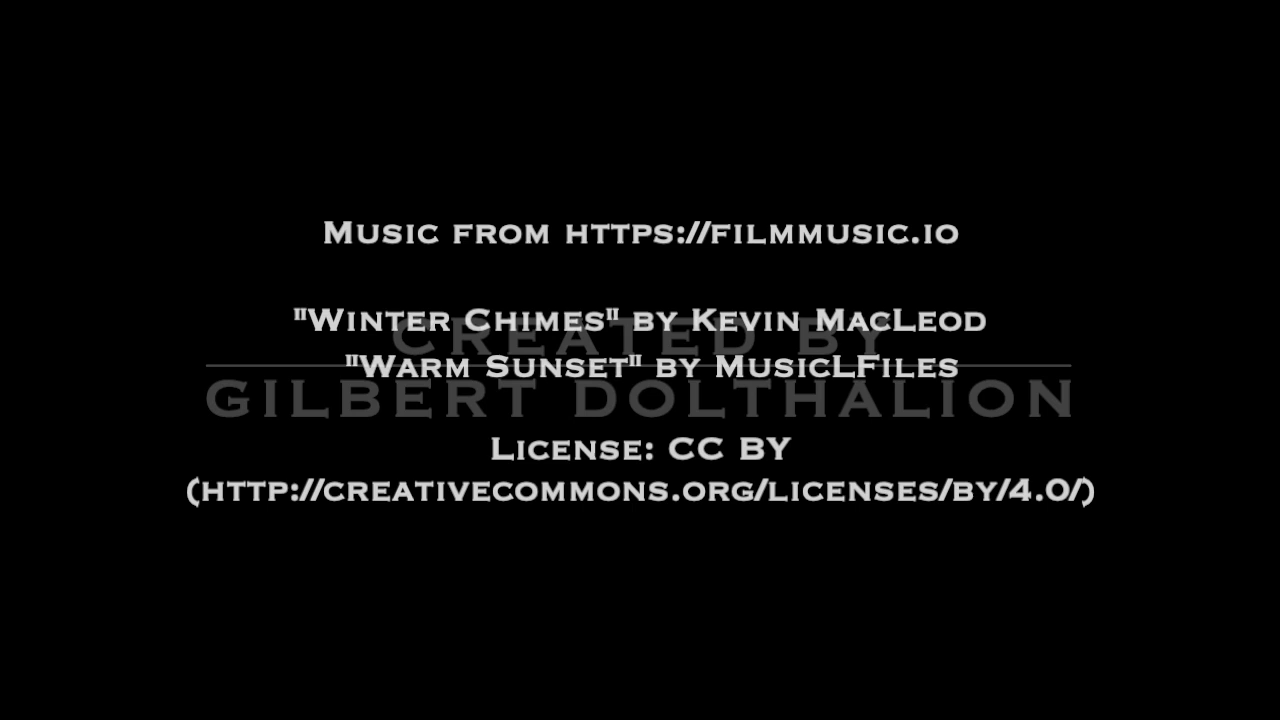 Music from https://filmmusic.io
"Winter Chimes" by Kevin MacLeod
CREATED BY
"Warm Sunset" by MusicLFiles
GILBERT DOLTHALION
License: CC BY
(http://creativecommons.org/licenses/by/4.0/)